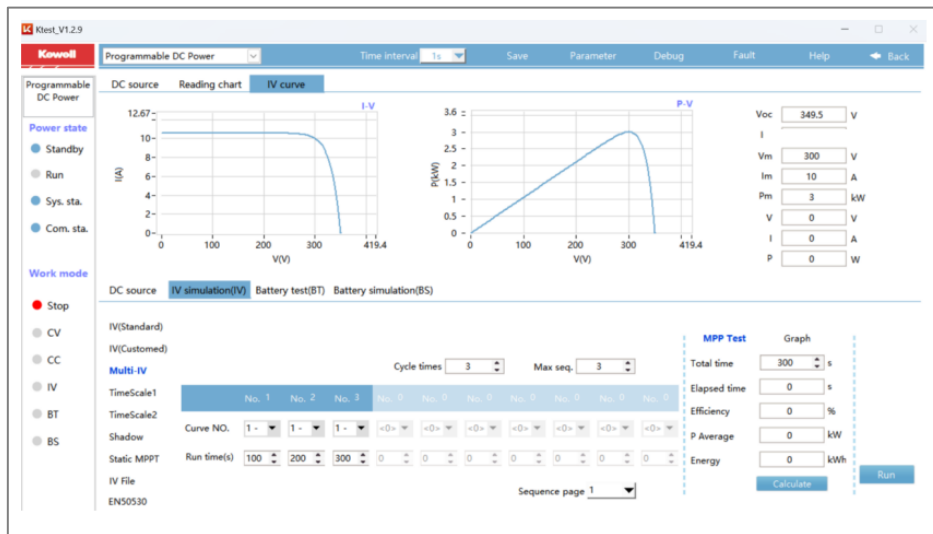 Ktest_V1.2.9
Kewell
Programmable DC Power
Time interval 1s Save Parameter Debug Fault Help Back
Programmable DC Power
DC source Reading chart IV curve
Power state
Standby
Run
Sys. sta.
Com. sta.
Work mode
Stop
CV
CC
IV
BT
BS
I-V
12.67
10
8
6
4
2
0
I(A)
0 100 200 300 419.4
V(V)
P-V
3.6
3
2.5
2
1.5
1
0.5
0
P(kW)
0 100 200 300 419.4
V(V)
Voc 349.5 V
I
Vm 300 V
Im 10 A
Pm 3 kW
V 0 V
I 0 A
P 0 W
DC source IV simulation(IV) Battery test(BT) Battery simulation(BS)
IV(Standard)
IV(Customed)
Multi-IV
TimeScale1
TimeScale2
Shadow
Static MPPT
IV File
EN50530
Cycle times 3 Max seq. 3
No. 1 No. 2 No. 3 No. 0 No. 0 No. 0 No. 0 No. 0 No. 0 No. 0
Curve NO. 1 - 1 - 1 - <0> <0> <0> <0> <0> <0> <0>
Run time(s) 100 200 300 0 0 0 0 0 0 0
Sequence page 1
MPP Test Graph
Total time 300 s
Elapsed time 0 s
Efficiency 0 %
P Average 0 kW
Energy 0 kWh
Calculate
Run